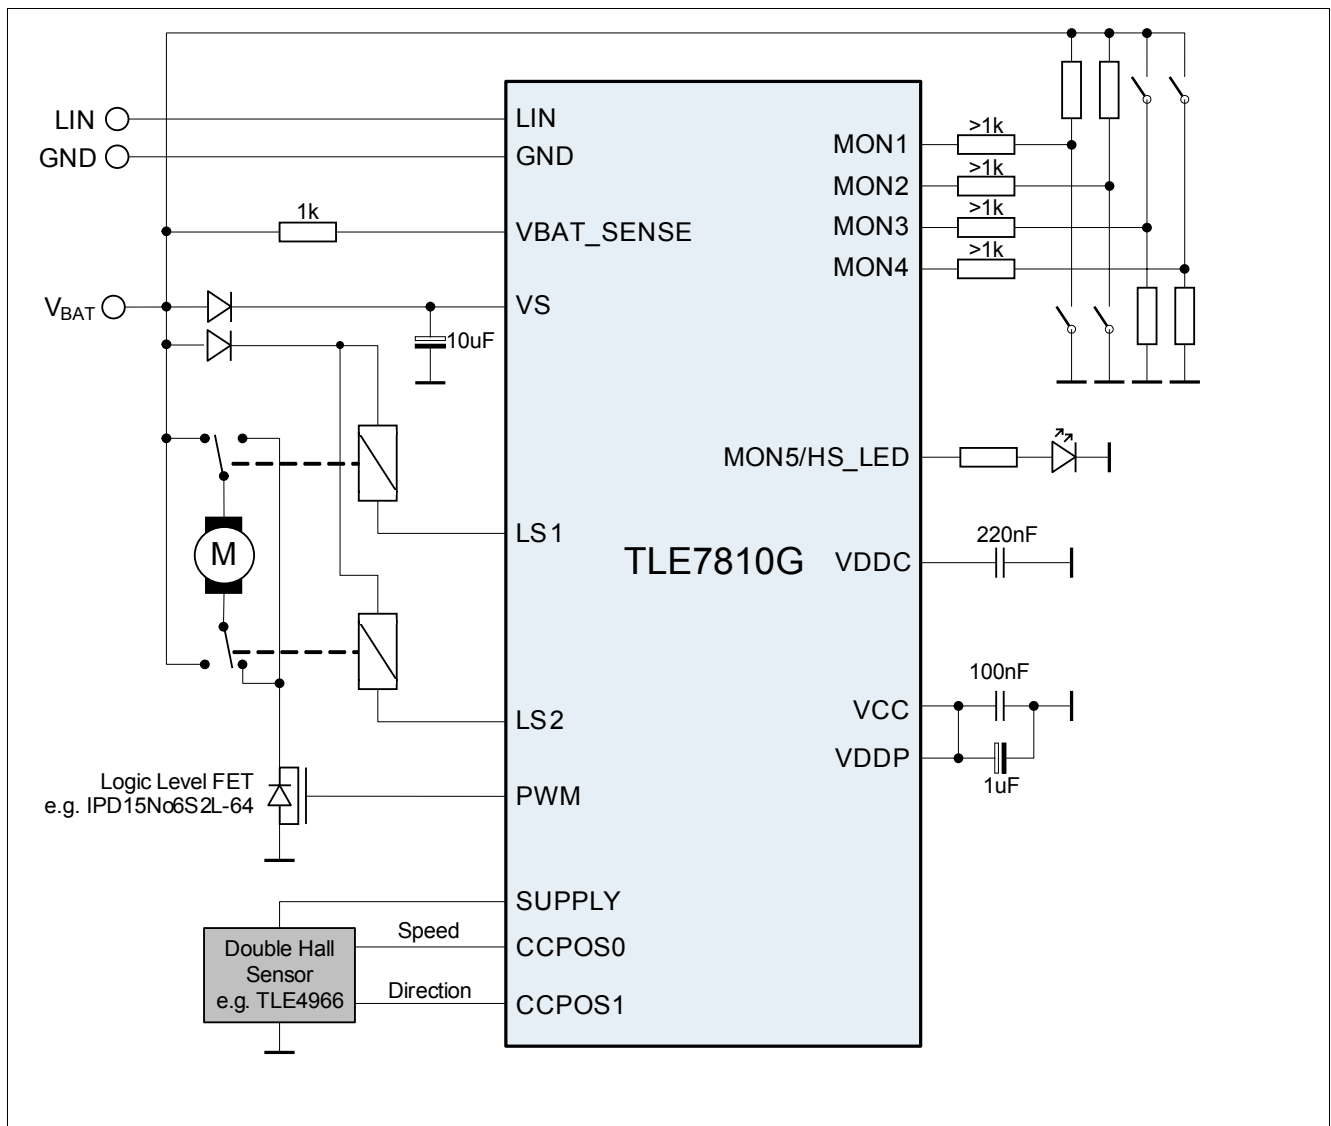 LIN
GND
1k
V_BAT
10uF
M
Logic Level FET
e.g. IPD15No6S2L-64
Double Hall
Sensor
e.g. TLE4966
Speed
Direction
LIN
GND
VBAT_SENSE
VS
LS1
LS2
PWM
SUPPLY
CCPOS0
CCPOS1
TLE7810G
MON1
MON2
MON3
MON4
MON5/HS_LED
VDDC
VCC
VDDP
>1k
>1k
>1k
>1k
220nF
100nF
1uF